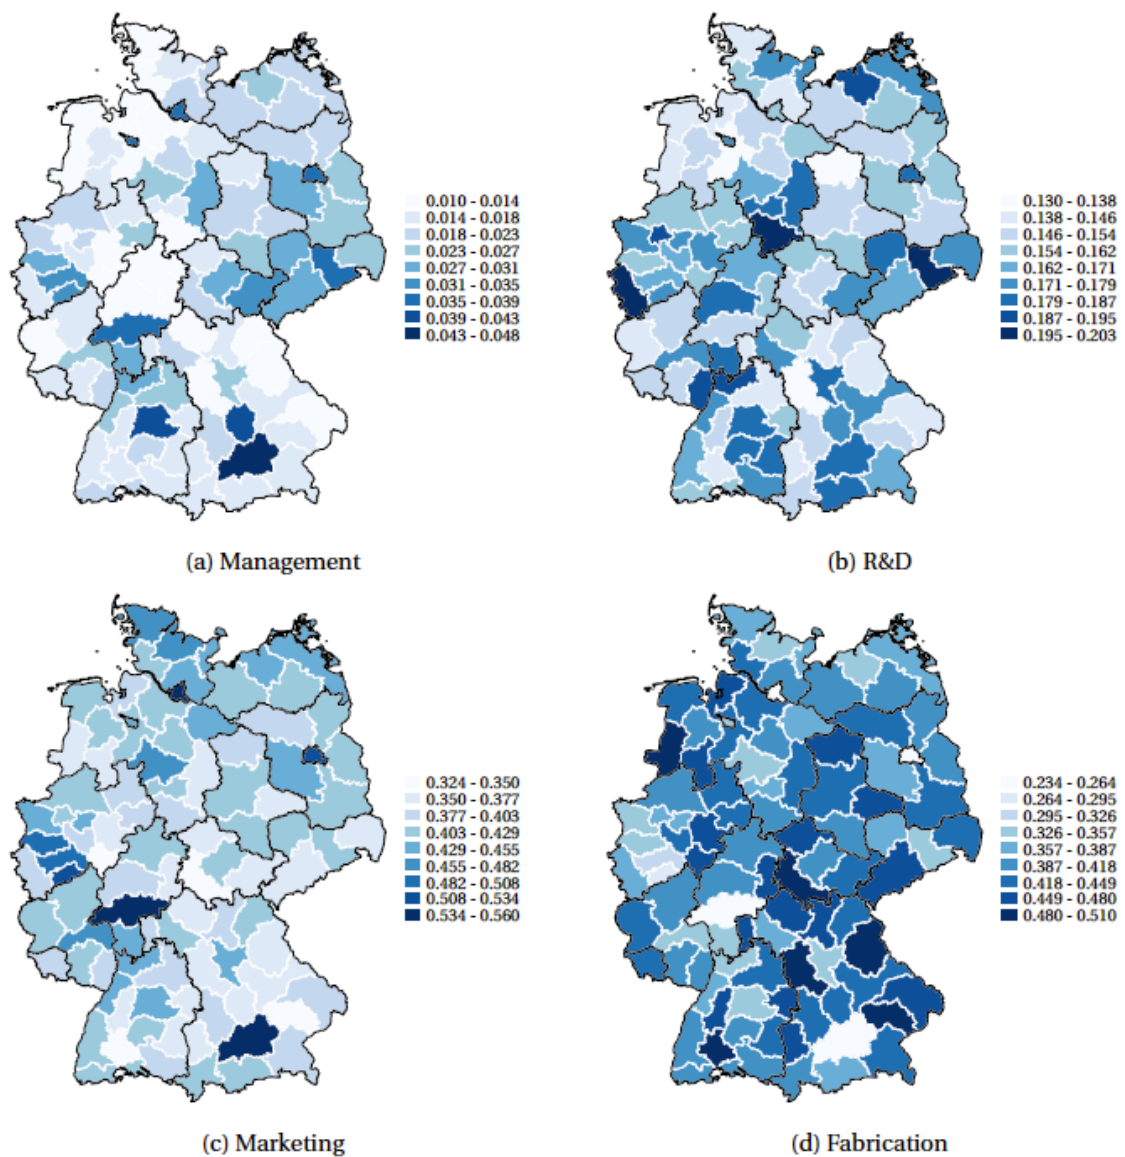 0.010 - 0.014
0.014 - 0.018
0.018 - 0.023
0.023 - 0.027
0.027 - 0.031
0.031 - 0.035
0.035 - 0.039
0.039 - 0.043
0.043 - 0.048
(a) Management
0.130 - 0.138
0.138 - 0.146
0.146 - 0.154
0.154 - 0.162
0.162 - 0.171
0.171 - 0.179
0.179 - 0.187
0.187 - 0.195
0.195 - 0.203
(b) R&D
0.324 - 0.350
0.350 - 0.377
0.377 - 0.403
0.403 - 0.429
0.429 - 0.455
0.455 - 0.482
0.482 - 0.508
0.508 - 0.534
0.534 - 0.560
(c) Marketing
0.234 - 0.264
0.264 - 0.295
0.295 - 0.326
0.326 - 0.357
0.357 - 0.387
0.387 - 0.418
0.418 - 0.449
0.449 - 0.480
0.480 - 0.510
(d) Fabrication